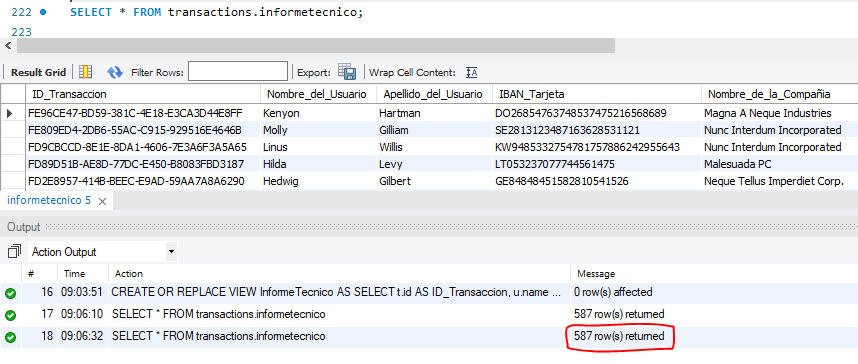 222 SELECT * FROM transactions.informetecnico;
223
Result Grid Filter Rows: Export: Wrap Cell Content:
ID_Transaccion Nombre_del_Usuario Apellido_del_Usuario IBAN_Tarjeta Nombre_de_la_Compañia
FE96CE47-BD59-381C-4E18-E3CA3D44E8FF Kenyon Hartman DO26854763748537475216568689 Magna A Neque Industries
FE809ED4-2DB6-55AC-C915-929516E4646B Molly Gilliam SE2813123487163628531121 Nunc Interdum Incorporated
FD9CBCCD-8E1E-8DA1-4606-7E3A6F3A5A65 Linus Willis KW9485332754781757886242955643 Nunc Interdum Incorporated
FD89D51B-AE8D-77DC-E450-B8083FBD3187 Hilda Levy LT053237077744561475 Malesuada PC
FD2E8957-414B-BEEC-E9AD-59AA7A8A6290 Hedwig Gilbert GE84848451582810541526 Neque Tellus Imperdiet Corp.
informetecnico 5
Output
Action Output
# Time Action Message
16 09:03:51 CREATE OR REPLACE VIEW InformeTecnico AS SELECT t.id AS ID_Transaccion, u.name ... 0 row(s) affected
17 09:06:10 SELECT * FROM transactions.informetecnico 587 row(s) returned
18 09:06:32 SELECT * FROM transactions.informetecnico 587 row(s) returned